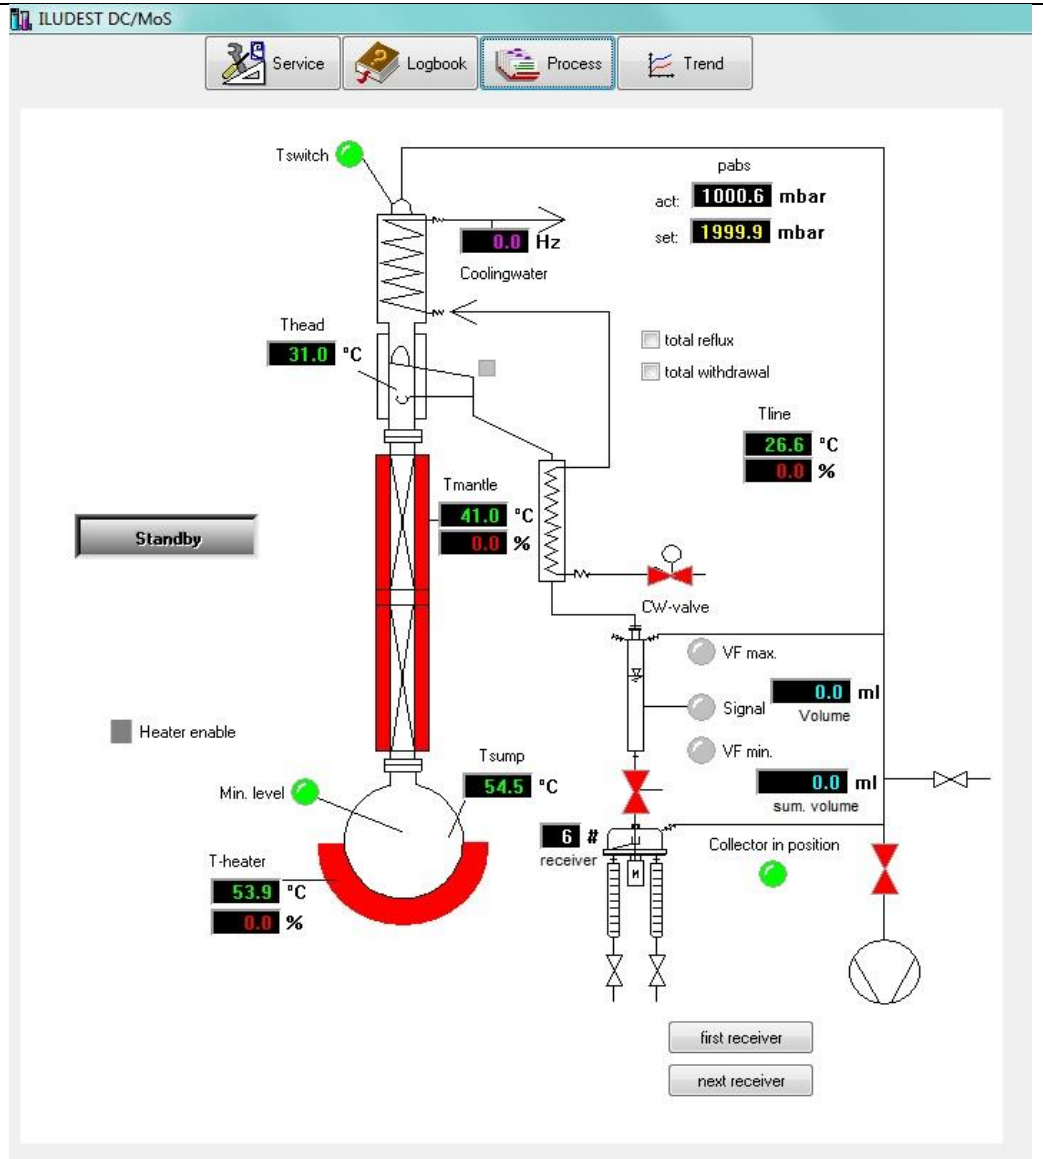 ILUDEST DC/MoS
Service
Logbook
Process
Trend
Tswitch
pabs
act: 1000.6 mbar
set: 1999.9 mbar
0.0 Hz
Coolingwater
Thead
31.0 °C
total reflux
total withdrawal
Tline
26.6 °C
0.0 %
Tmantle
41.0 °C
0.0 %
Standby
CW-valve
VF max.
0.0 ml
Signal
Volume
Heater enable
VF min.
Tsump
54.5 °C
0.0 ml
sum. volume
Min. level
6 #
receiver
Collector in position
T-heater
53.9 °C
0.0 %
M
first receiver
next receiver